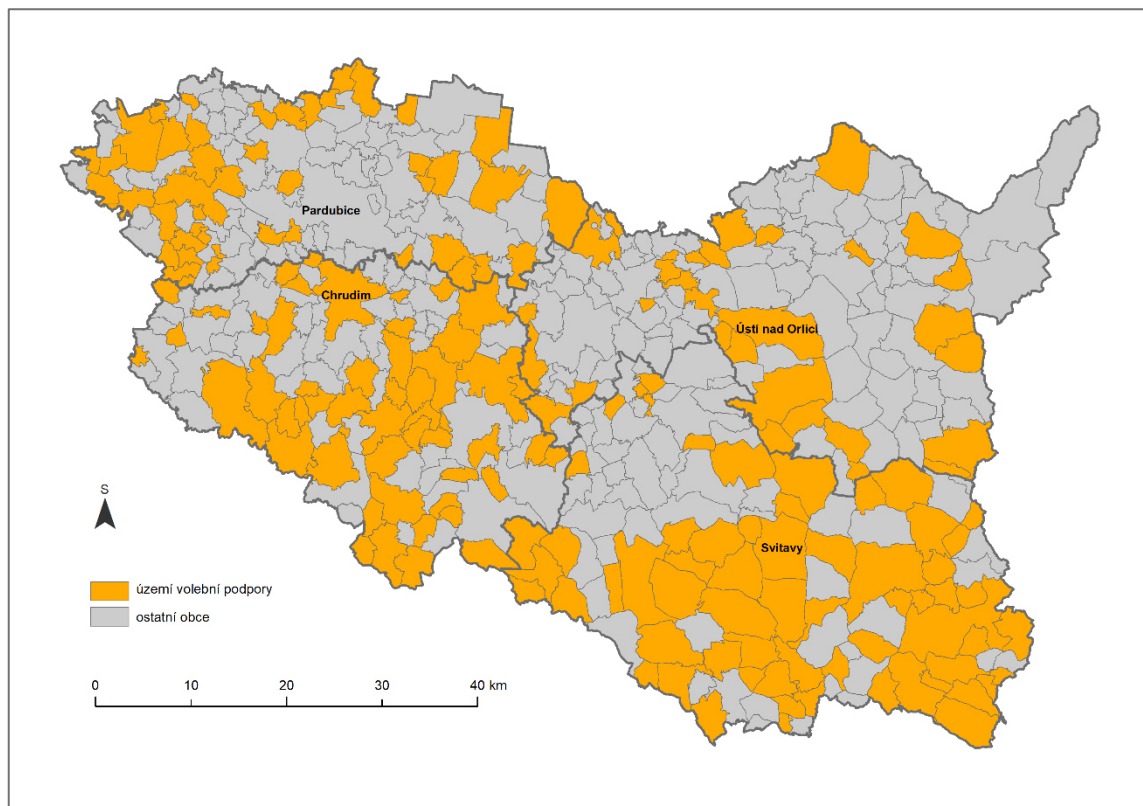 Pardubice
Chrudim
Ústí nad Orlicí
Svitavy
S
území volební podpory
ostatní obce
0 10 20 30 40 km